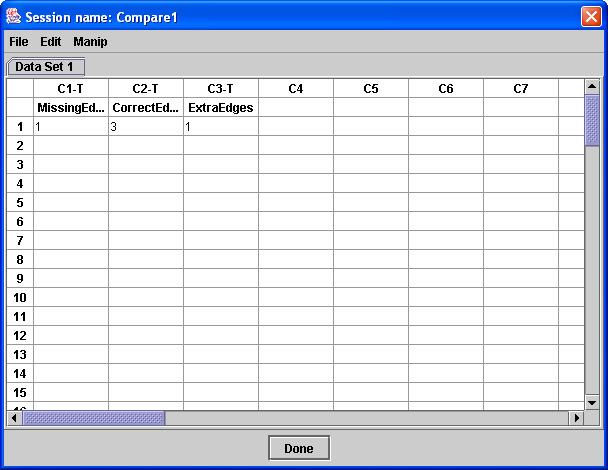 Session name: Compare1
File Edit Manip
Data Set 1
C1-T C2-T C3-T C4 C5 C6 C7
MissingEd... CorrectEd... ExtraEdges
1 1 3 1
2
3
4
5
6
7
8
9
10
11
12
13
14
15
Done